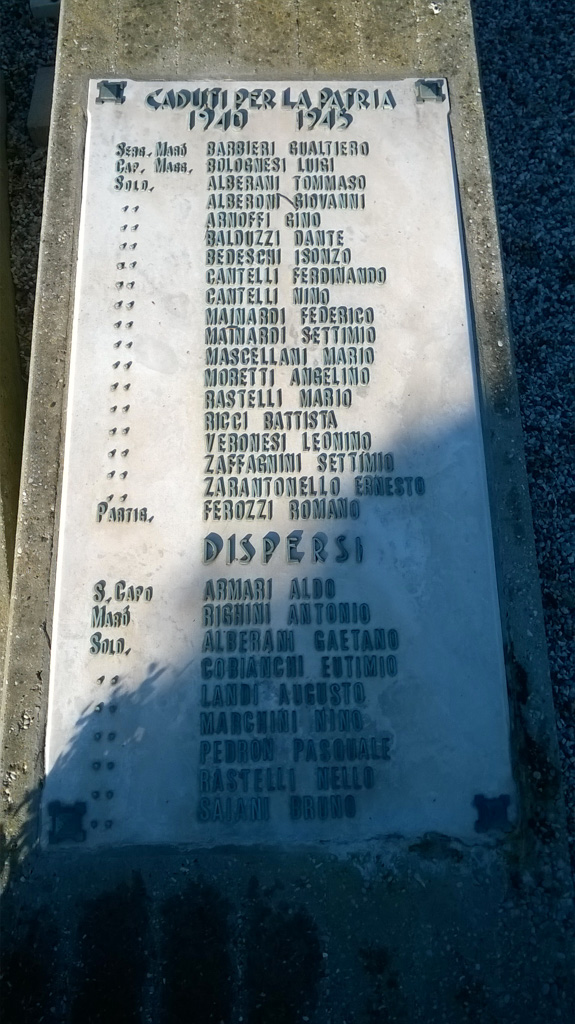 CADUTI PER LA PATRIA
1940 1945
SERG. MARÓ BARBIERI GUALTIERO
CAP. MAGG. BOLOGNESI LUIGI
SOLD. ALBERANI TOMMASO
,, ALBERONI GIOVANNI
,, ARNOFFI GINO
,, BALDUZZI DANTE
,, BEDESCHI ISONZO
,, CANTELLI FERDINANDO
,, CANTELLI NINO
,, MAINARDI FEDERICO
,, MAINARDI SETTIMIO
,, MASCELLANI MARIO
,, MORETTI ANGELINO
,, RASTELLI MARIO
,, RICCI BATTISTA
,, VERONESI LEONINO
,, ZAFFAGNINI SETTIMIO
,, ZARANTONELLO ERNESTO
PARTIG. FEROZZI ROMANO
DISPERSI
S. CAPO ARMARI ALDO
MARÓ RIGHINI ANTONIO
SOLD. ALBERANI GAETANO
,, COBIANCHI EUTIMIO
,, LANDI AUGUSTO
,, MARCHINI NINO
,, PEDRON PASQUALE
,, RASTELLI NELLO
,, SAIANI BRUNO